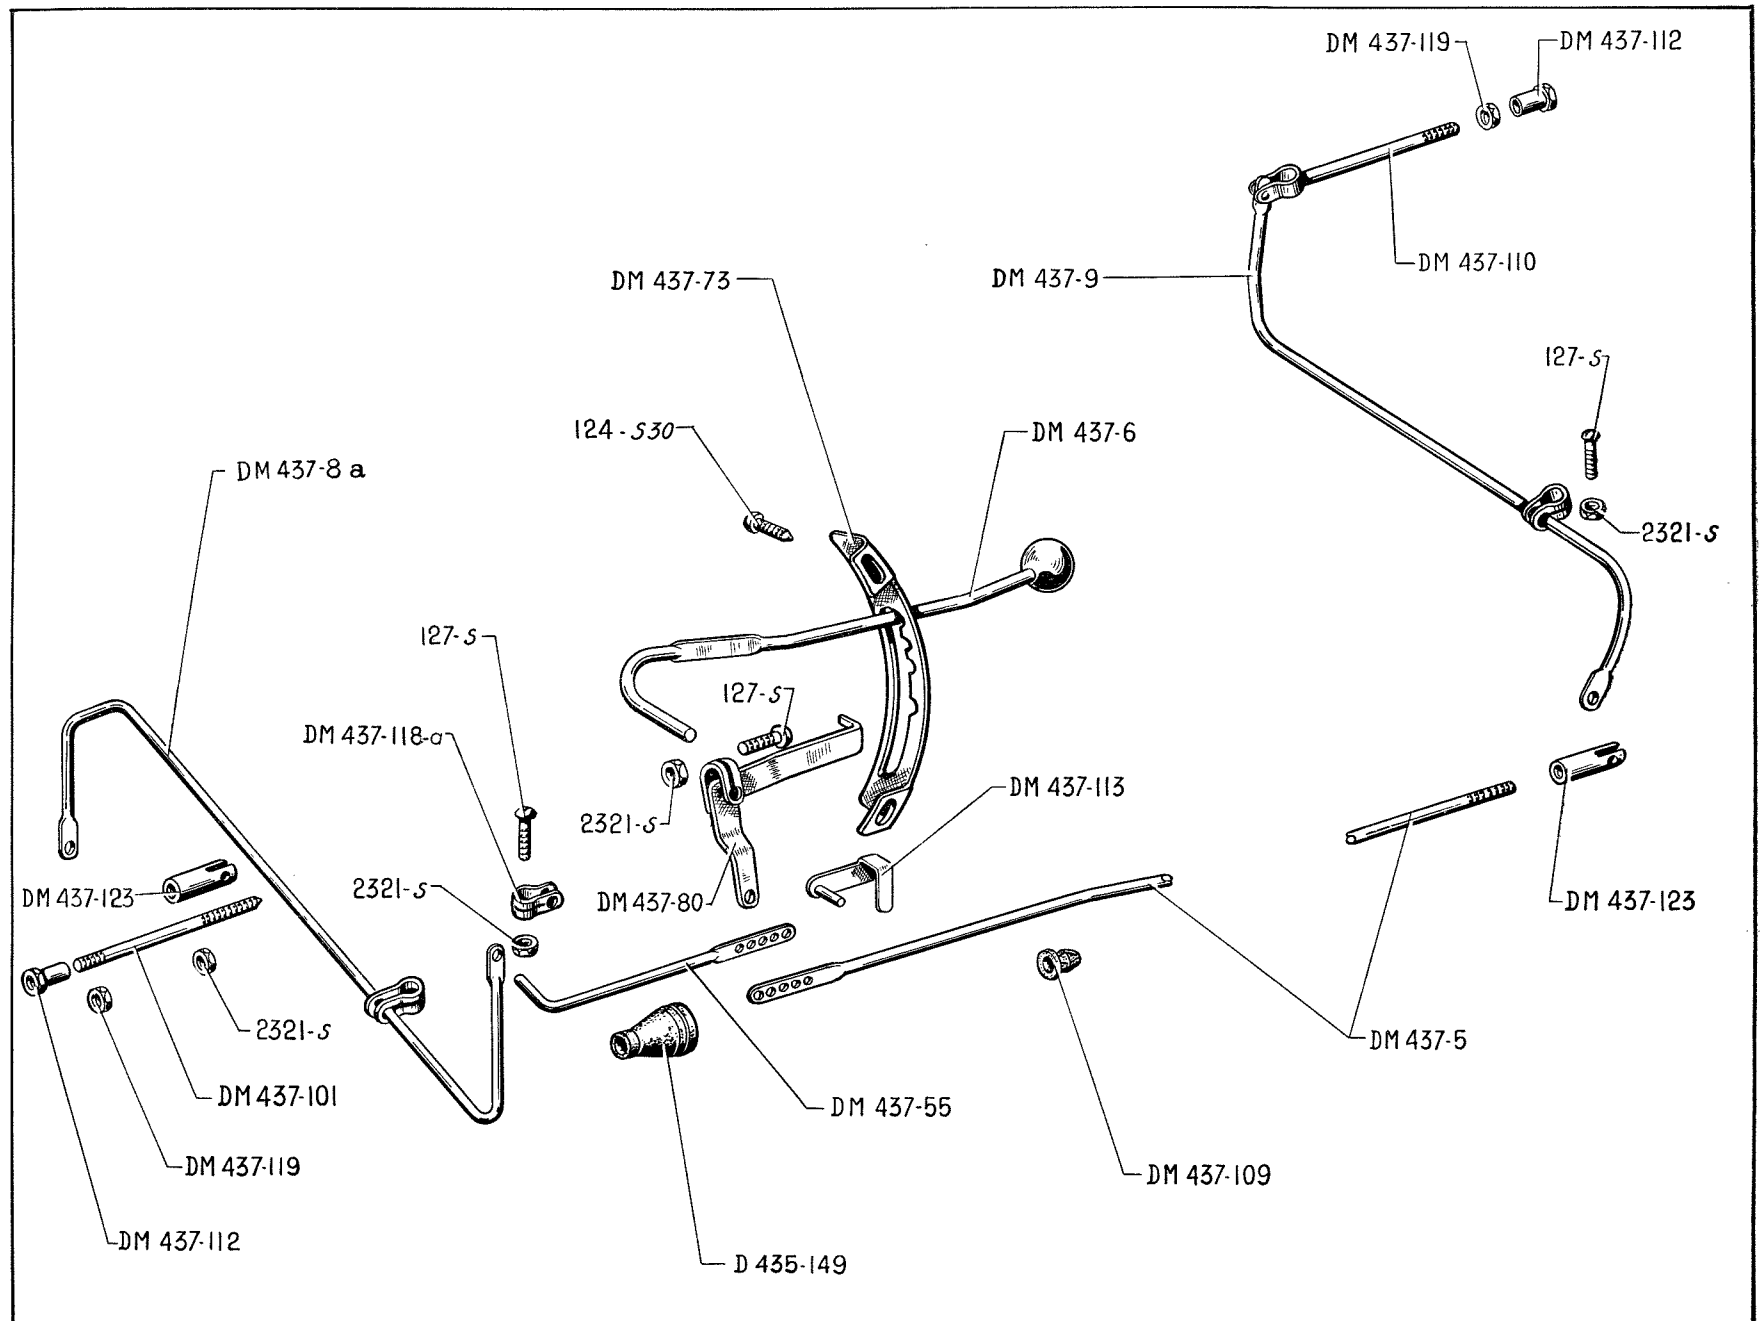 DM 437-119
DM 437-112
DM 437-110
DM 437-73
DM 437-9
127-S
124-S30
DM 437-6
DM 437-8 a
2321-S
127-S
127-S
DM 437-118-a
DM 437-113
2321-S
2321-S
DM 437-123
DM 437-80
DM 437-123
2321-S
DM 437-5
DM 437-101
DM 437-55
DM 437-119
DM 437-109
DM 437-112
D 435-149